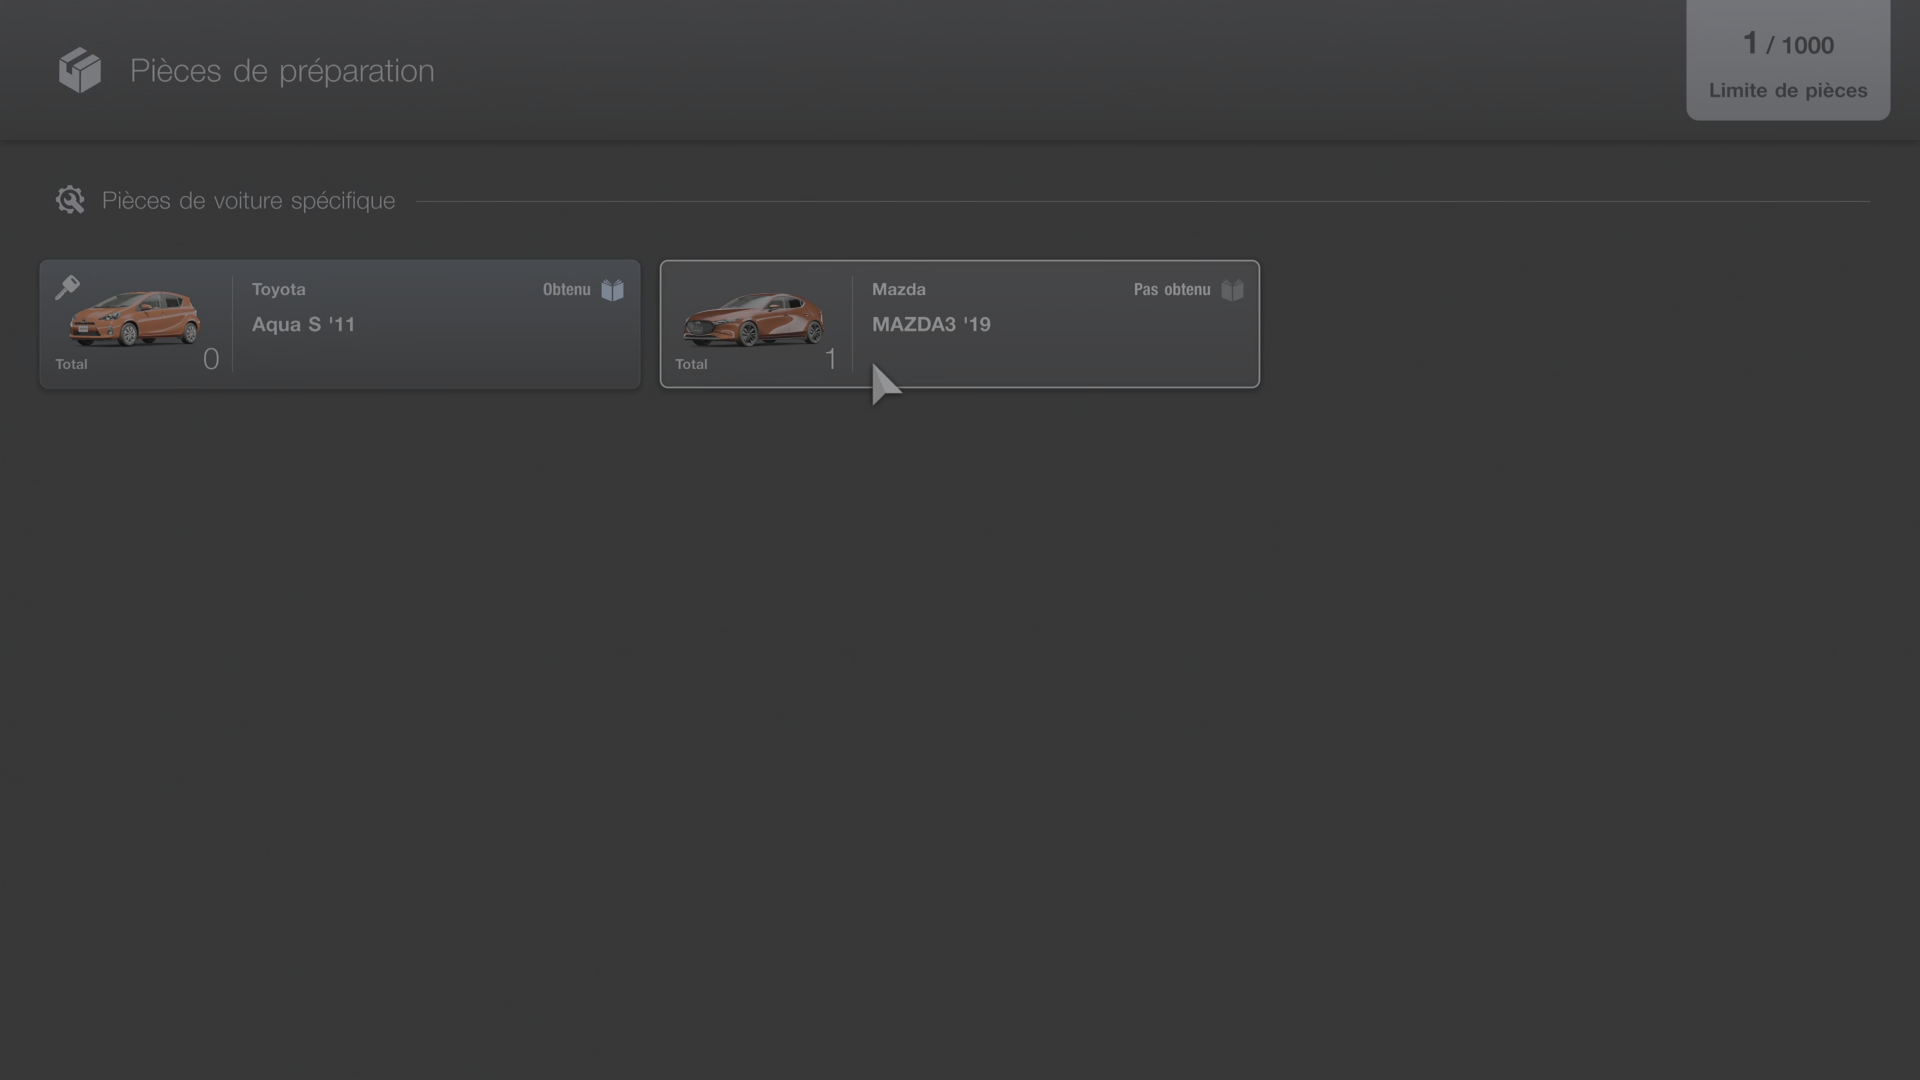 Pièces de préparation
1 / 1000
Limite de pièces
Pièces de voiture spécifique
Toyota
Obtenu
Aqua S '11
Total
0
Mazda
Pas obtenu
MAZDA3 '19
Total
1